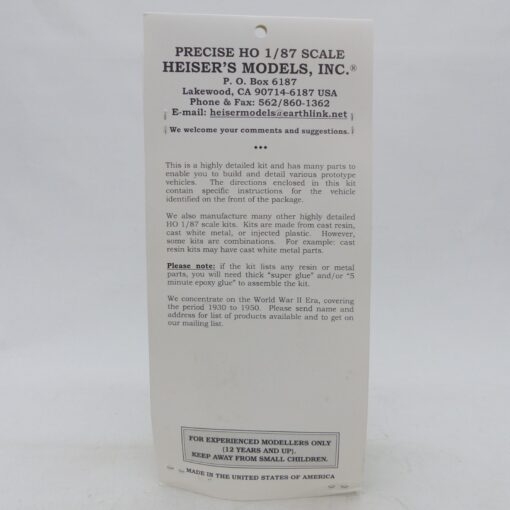 PRECISE HO 1/87 SCALE
HEISER'S MODELS, INC.®
P. O. Box 6187
Lakewood, CA 90714-6187 USA
Phone & Fax: 562/860-1362
E-mail: heisermodels@earthlink.net
We welcome your comments and suggestions.
•••
This is a highly detailed kit and has many parts to
enable you to build and detail various prototype
vehicles. The directions enclosed in this kit
contain specific instructions for the vehicle
identified on the front of the package.
We also manufacture many other highly detailed
HO 1/87 scale kits. Kits are made from cast resin,
cast white metal, or injected plastic. However,
some kits are combinations. For example: cast
resin kits may have cast white metal parts.
Please note: if the kit lists any resin or metal
parts, you will need thick "super glue" and/or "5
minute epoxy glue" to assemble the kit.
We concentrate on the World War II Era, covering
the period 1930 to 1950. Please send name and
address for list of products available and to get on
our mailing list.
FOR EXPERIENCED MODELLERS ONLY
(12 YEARS AND UP).
KEEP AWAY FROM SMALL CHILDREN.
MADE IN THE UNITED STATES OF AMERICA